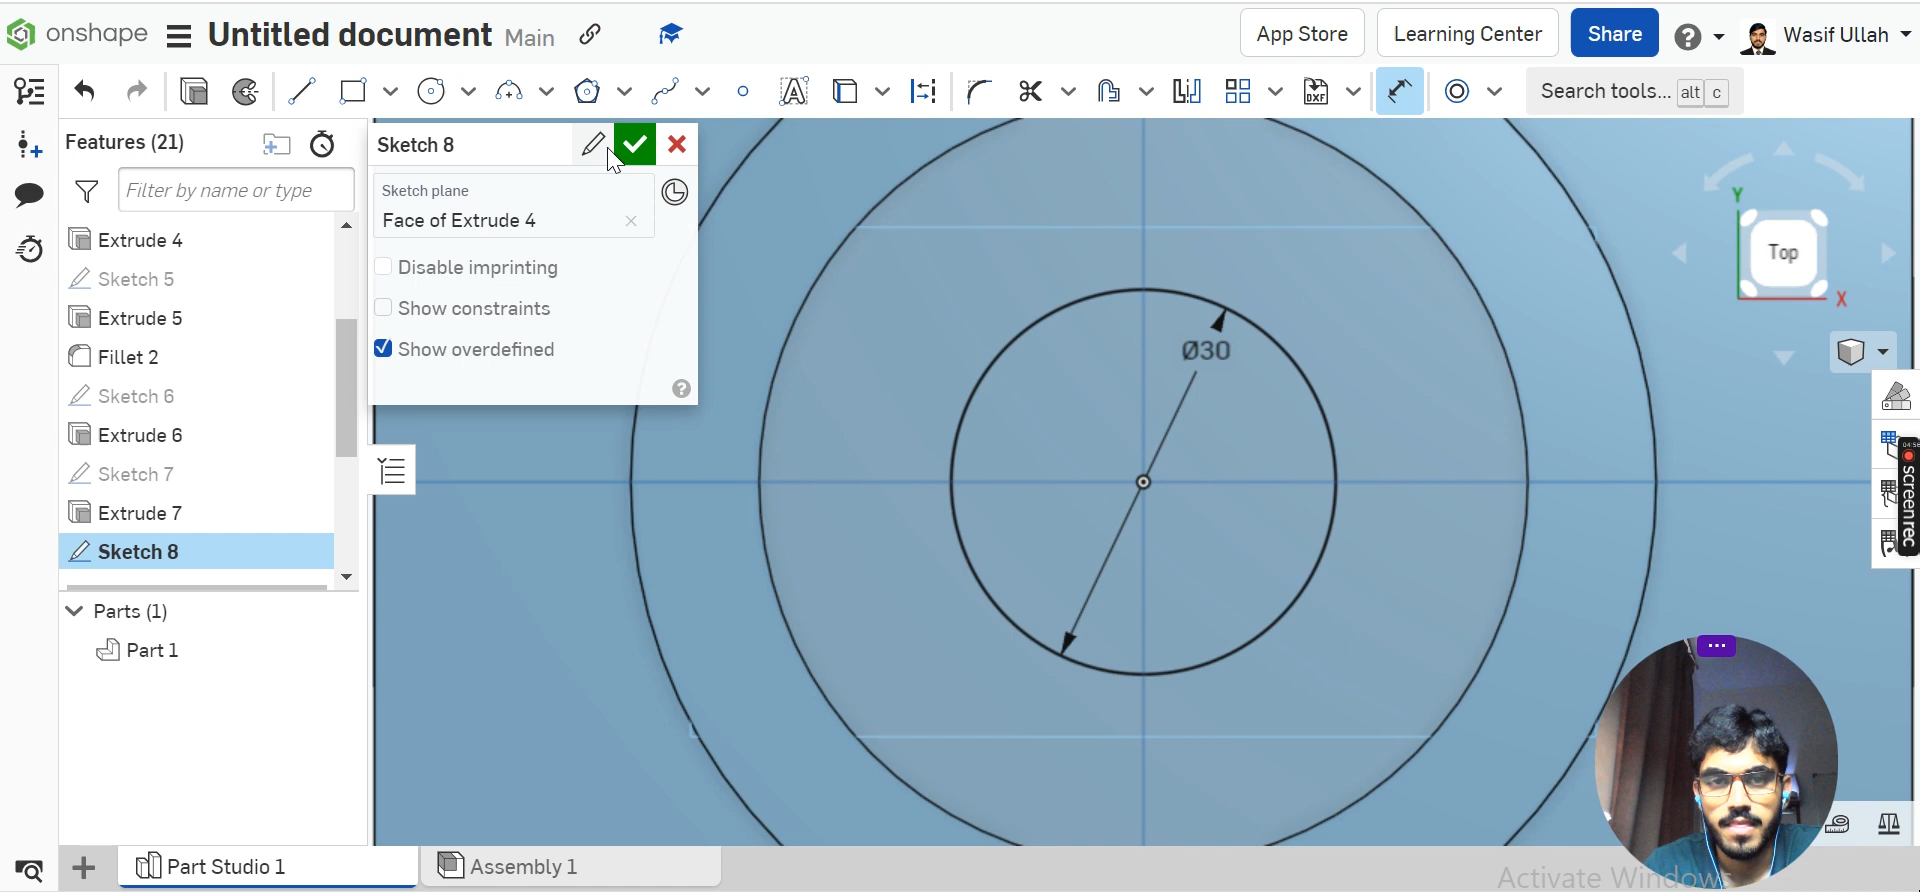 onshape Untitled document Main App Store Learning Center Share Wasif Ullah
Search tools... alt c
Features (21)
Filter by name or type
Extrude 4
Sketch 5
Extrude 5
Fillet 2
Sketch 6
Extrude 6
Sketch 7
Extrude 7
Sketch 8
Parts (1)
Part 1
Sketch 8
Sketch plane
Face of Extrude 4
Disable imprinting
Show constraints
Show overdefined
Ø30
Y
Top
X
DXF
screenrec
Part Studio 1
Assembly 1
Activate Windows